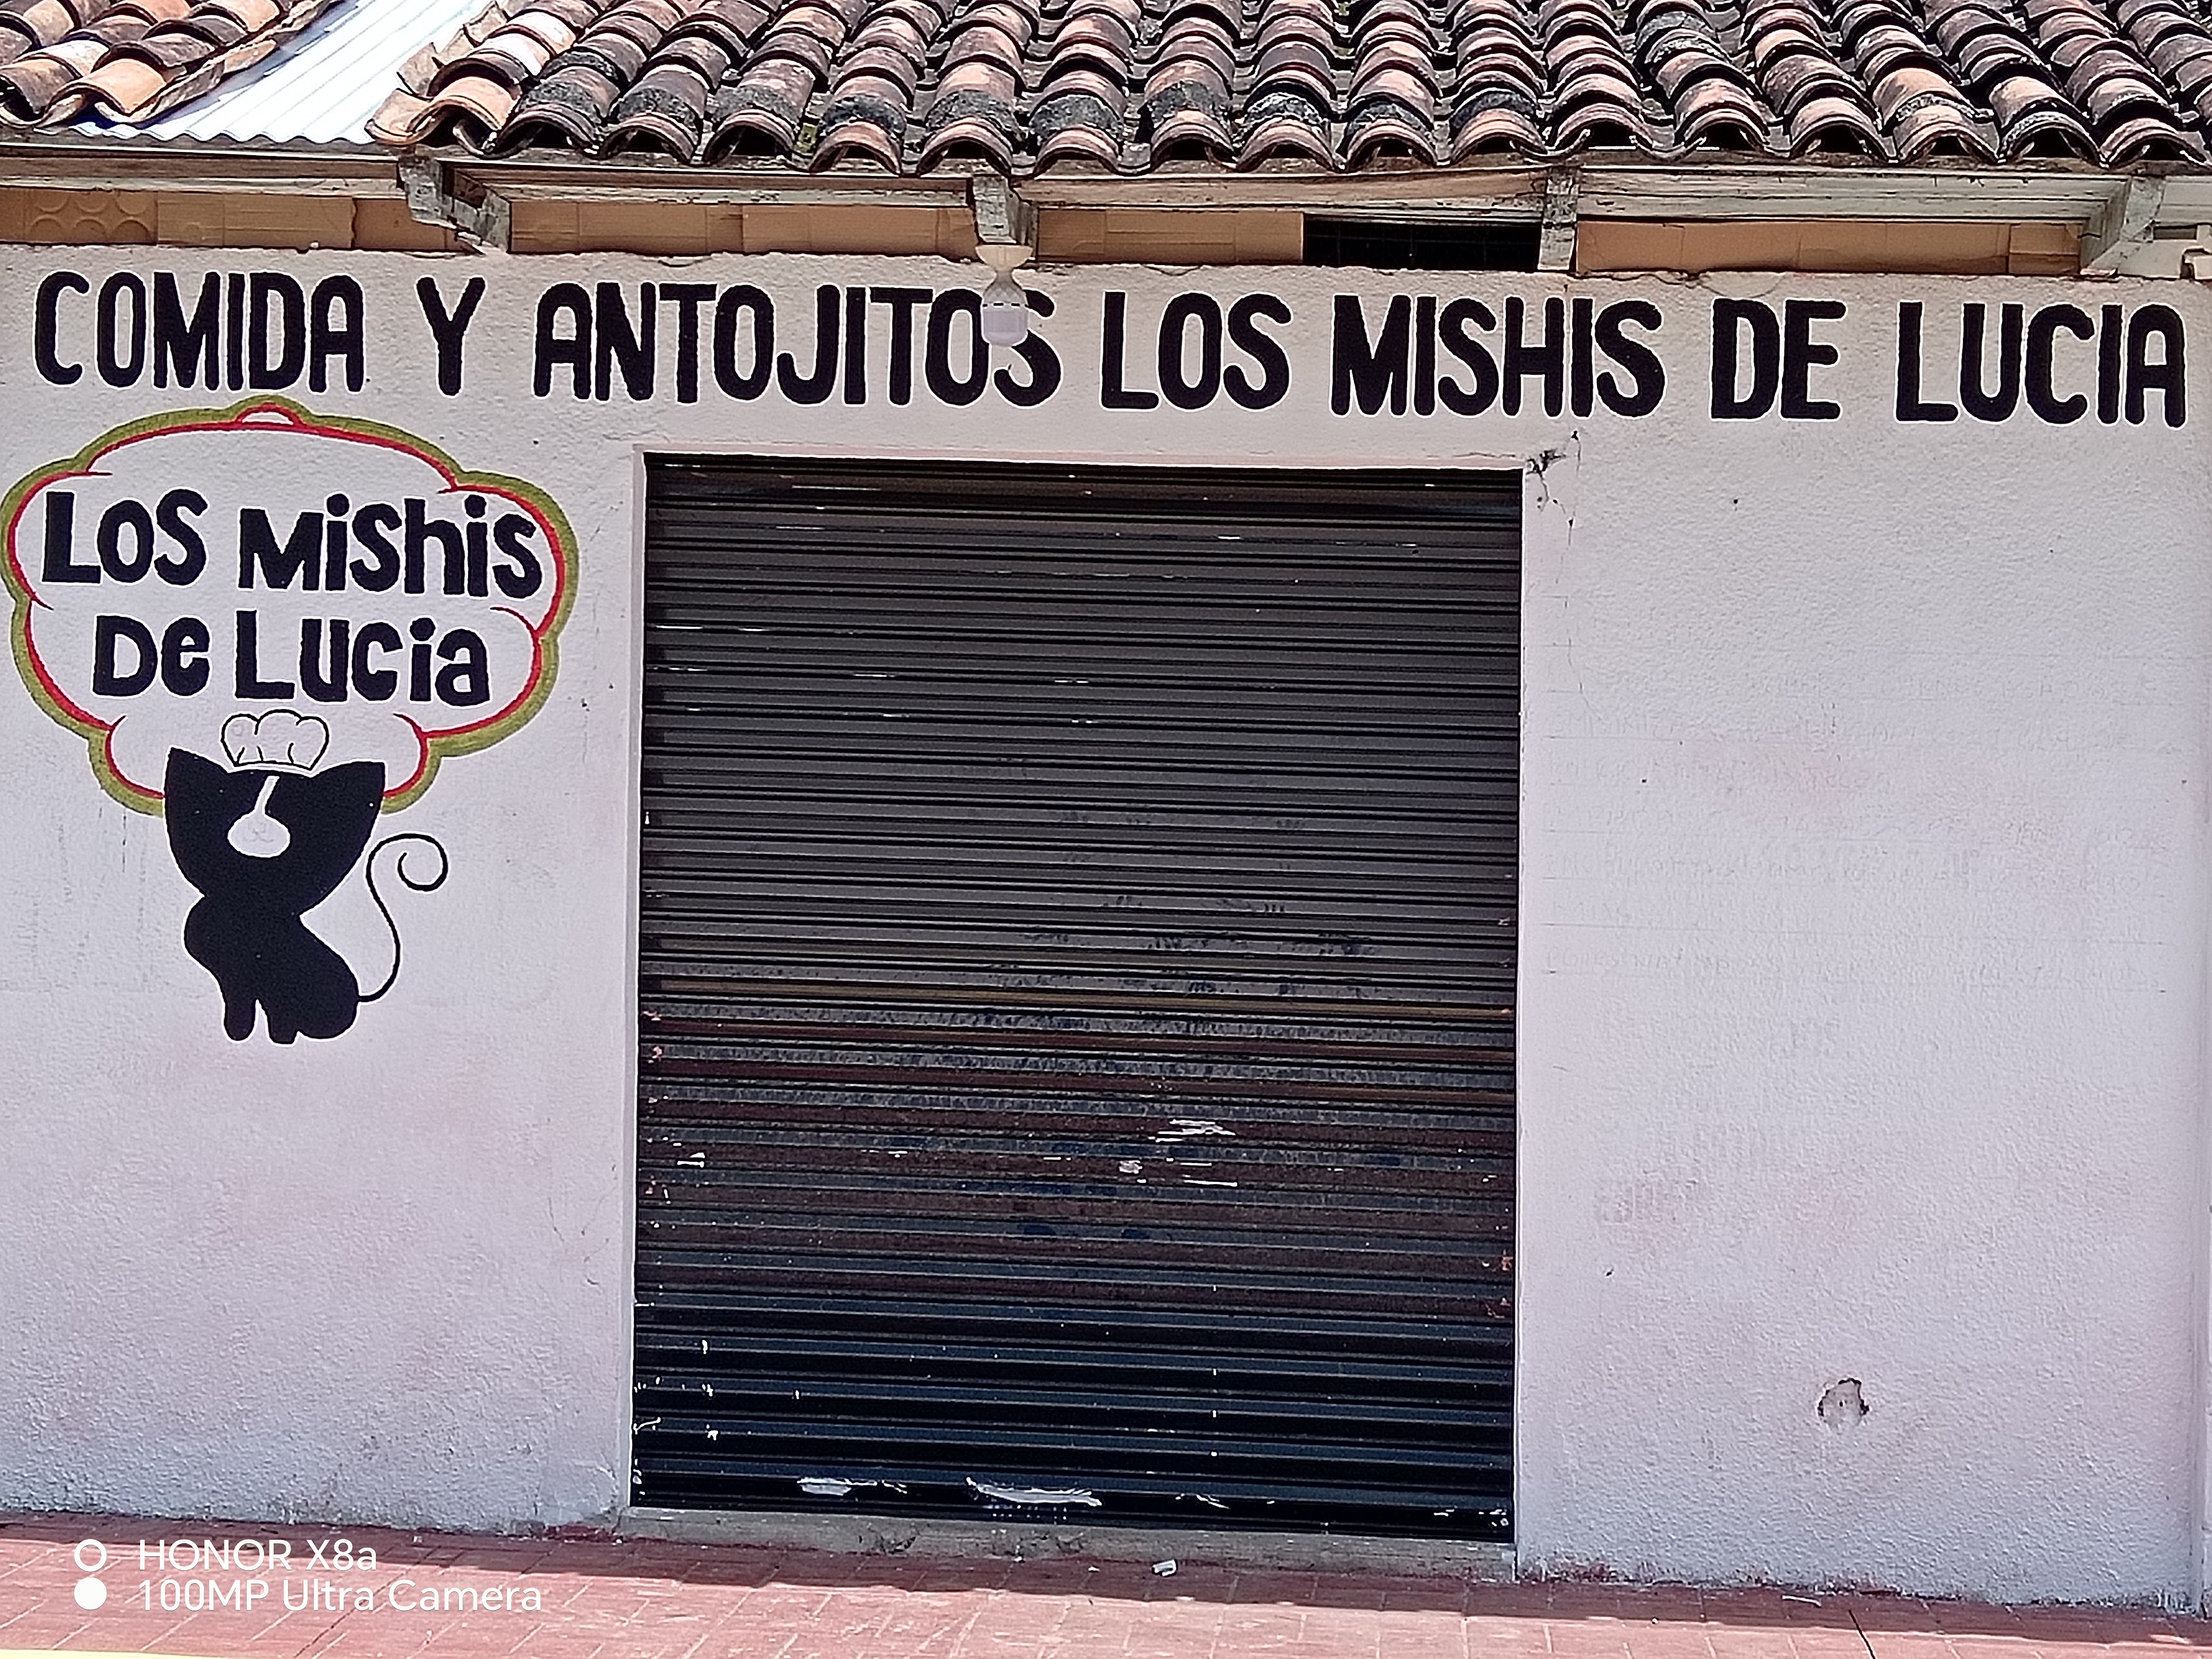 COMIDA Y ANTOJITOS LOS MISHIS DE LUCIA
Los Mishis
De Lucia
HONOR X8a
100MP Ultra Camera